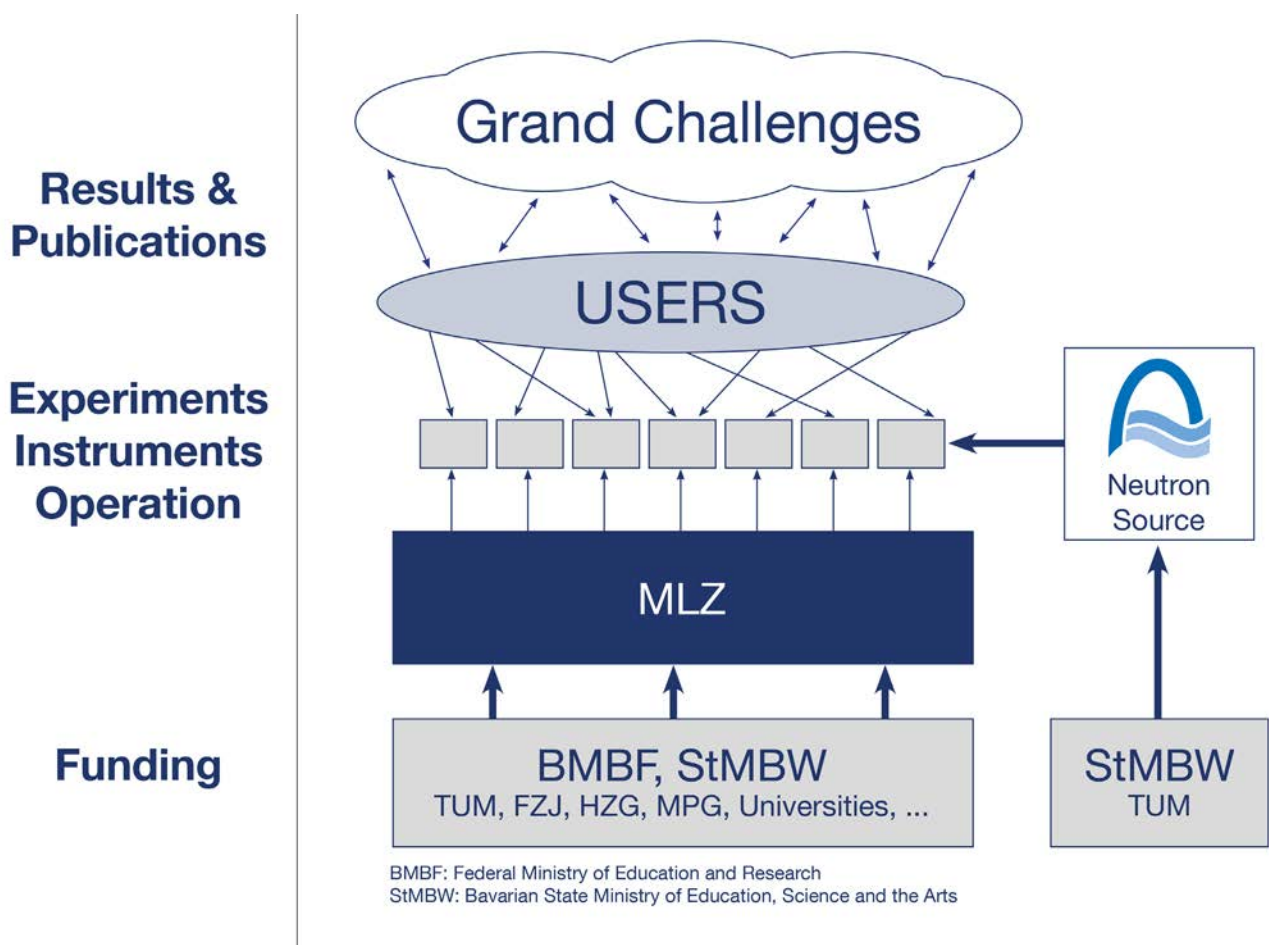 Grand Challenges
Results &
Publications
USERS
Experiments
Instruments
Operation
Neutron
Source
MLZ
Funding
BMBF, StMBW
TUM, FZJ, HZG, MPG, Universities, ...
StMBW
TUM
BMBF: Federal Ministry of Education and Research
StMBW: Bavarian State Ministry of Education, Science and the Arts